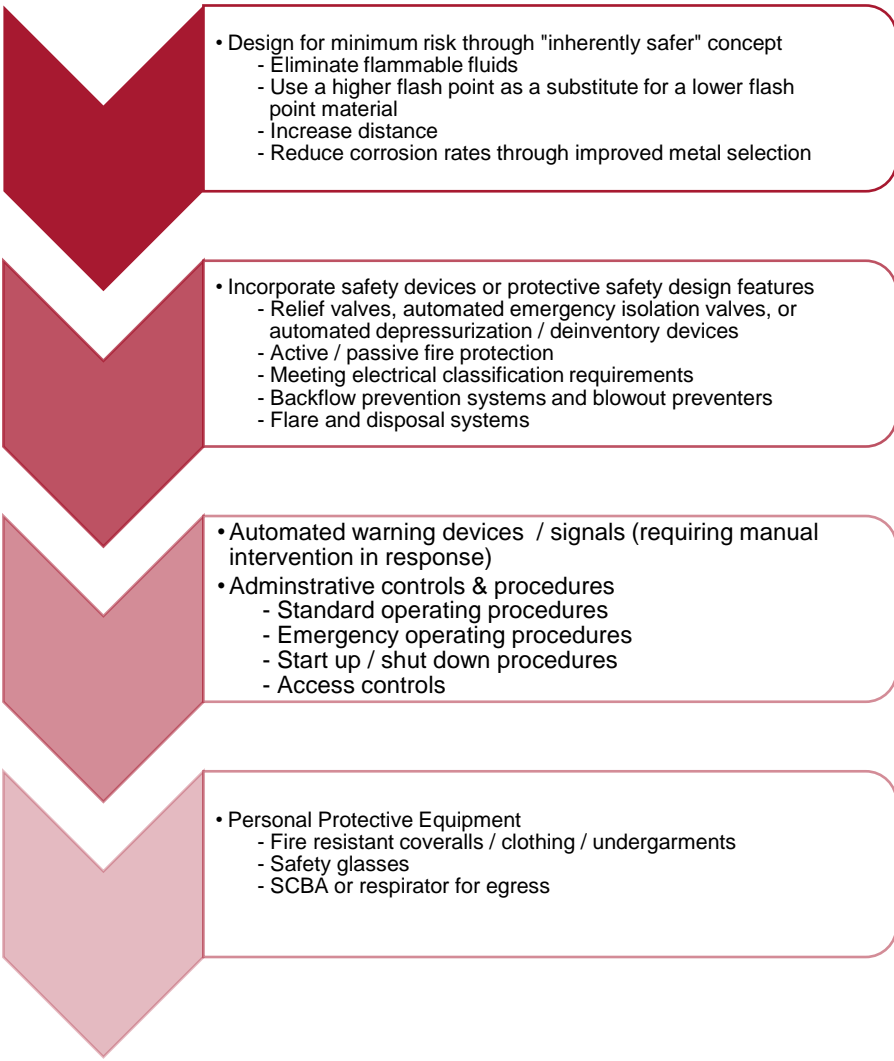 • Design for minimum risk through "inherently safer" concept
- Eliminate flammable fluids
- Use a higher flash point as a substitute for a lower flash
point material
- Increase distance
- Reduce corrosion rates through improved metal selection
• Incorporate safety devices or protective safety design features
- Relief valves, automated emergency isolation valves, or
automated depressurization / deinventory devices
- Active / passive fire protection
- Meeting electrical classification requirements
- Backflow prevention systems and blowout preventers
- Flare and disposal systems
• Automated warning devices / signals (requiring manual
intervention in response)
• Adminstrative controls & procedures
- Standard operating procedures
- Emergency operating procedures
- Start up / shut down procedures
- Access controls
• Personal Protective Equipment
- Fire resistant coveralls / clothing / undergarments
- Safety glasses
- SCBA or respirator for egress